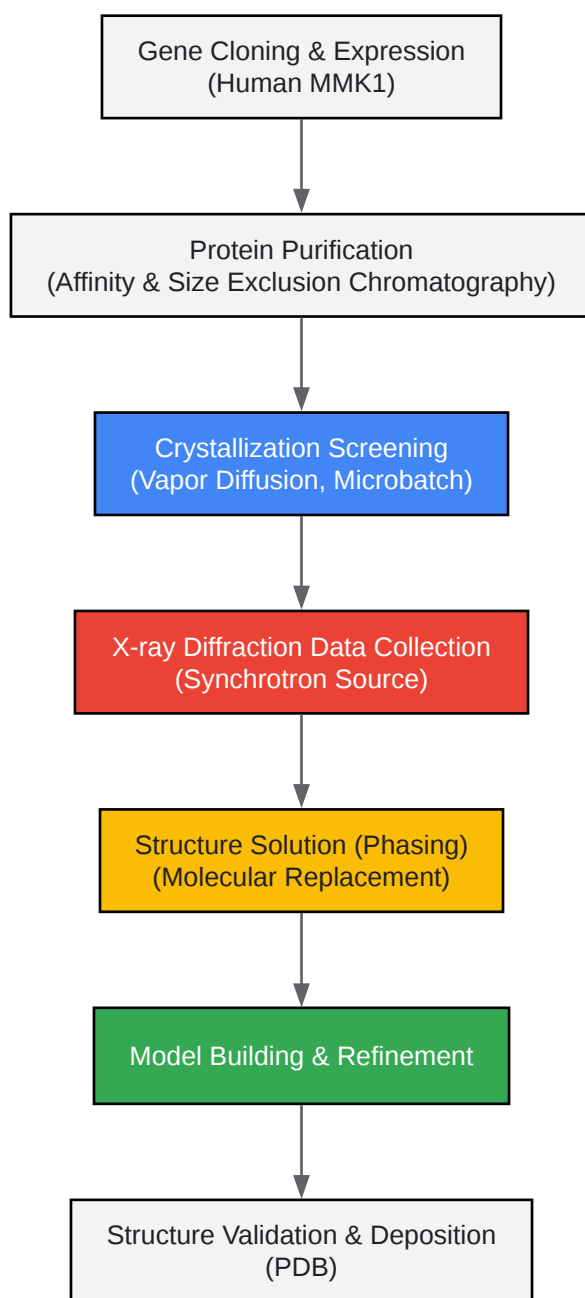 Gene Cloning & Expression
(Human MMK1)
Protein Purification
(Affinity & Size Exclusion Chromatography)
Crystallization Screening
(Vapor Diffusion, Microbatch)
X-ray Diffraction Data Collection
(Synchrotron Source)
Structure Solution (Phasing)
(Molecular Replacement)
Model Building & Refinement
Structure Validation & Deposition
(PDB)